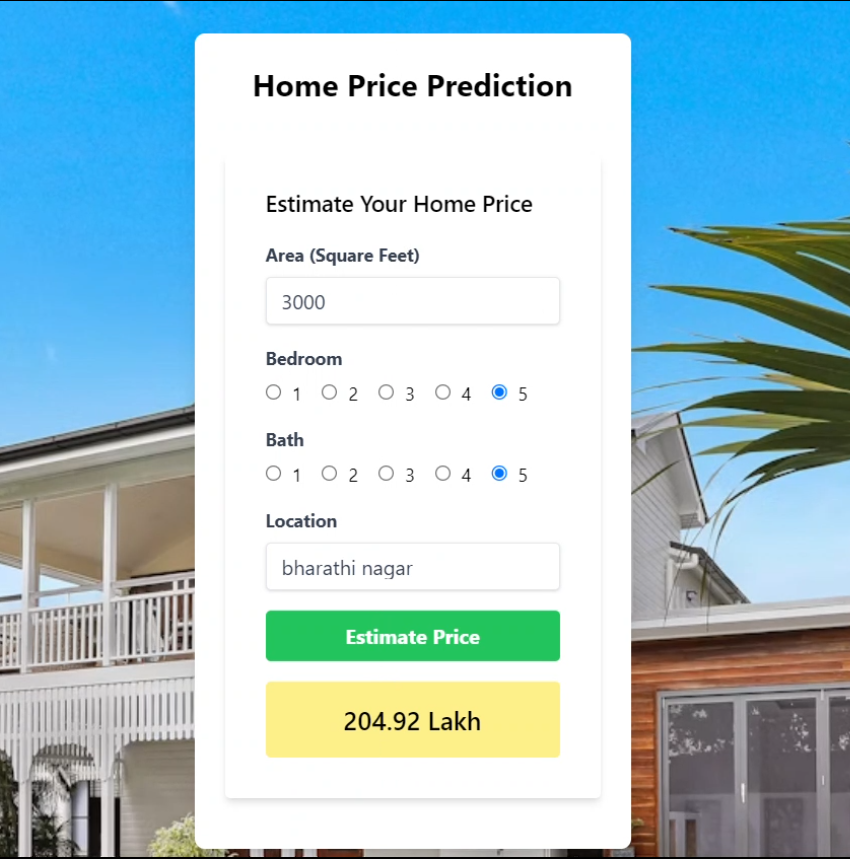 Home Price Prediction
Estimate Your Home Price
Area (Square Feet)
3000
Bedroom
1 2 3 4 5
Bath
1 2 3 4 5
Location
bharathi nagar
Estimate Price
204.92 Lakh